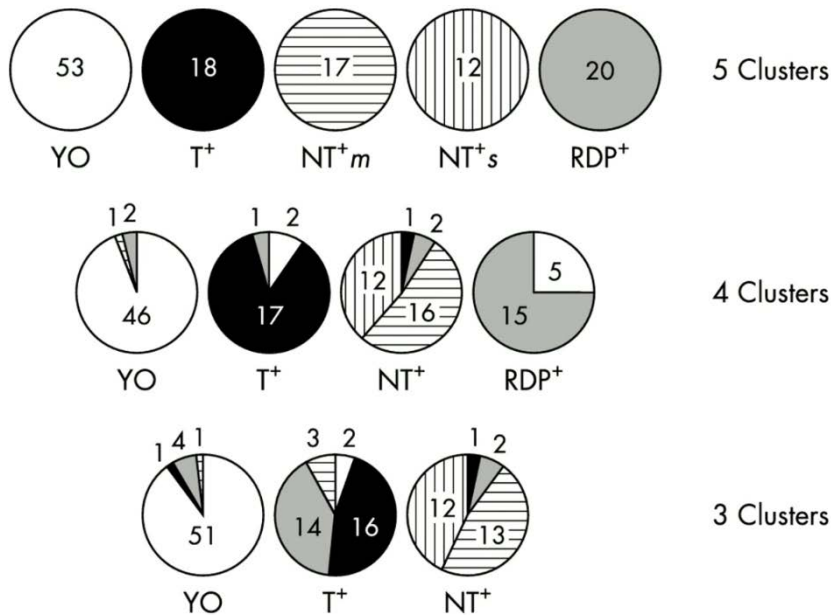 53 18 17 12 20 5 Clusters
YO T⁺ NT⁺m NT⁺s RDP⁺
1 2 1 2 1 2
46 17 12 16 15 5 4 Clusters
YO T⁺ NT⁺ RDP⁺
1 4 1 3 2 1 2
51 14 16 12 13 3 Clusters
YO T⁺ NT⁺